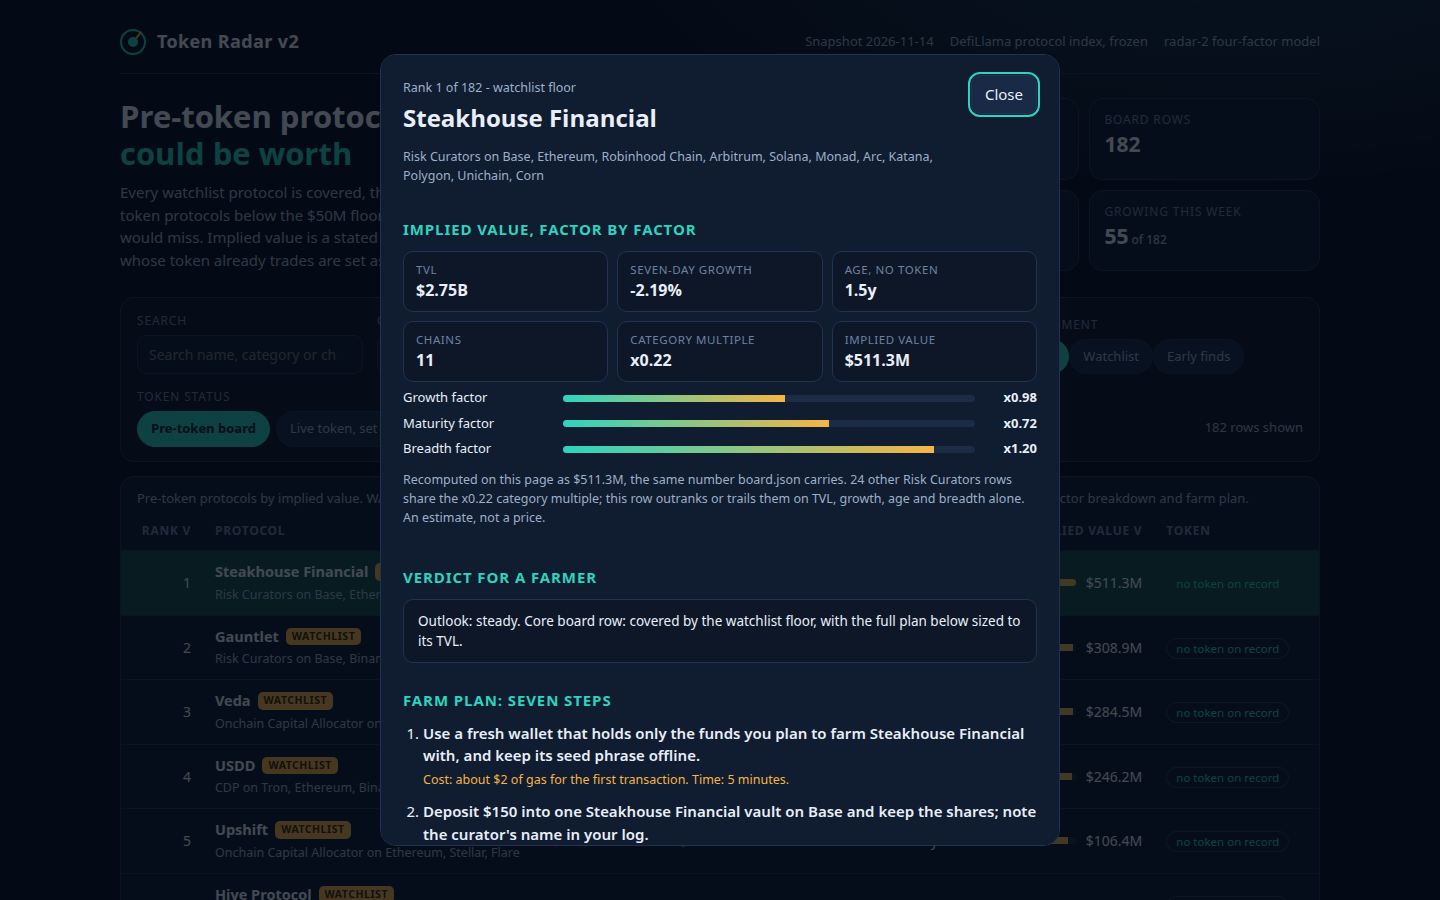 Token Radar v2
Snapshot 2026-11-14 DefiLlama protocol index, frozen radar-2 four-factor model
Pre-token protoc
could be worth
Every watchlist protocol is covered, th
token protocols below the $50M floor
would miss. Implied value is a stated
whose token already trades are set as
BOARD ROWS
182
GROWING THIS WEEK
55 of 182
SEARCH
Search name, category or ch
MENT
Watchlist
Early finds
TOKEN STATUS
Pre-token board
Live token, set
182 rows shown
Rank 1 of 182 - watchlist floor
Close
Steakhouse Financial
Risk Curators on Base, Ethereum, Robinhood Chain, Arbitrum, Solana, Monad, Arc, Katana,
Polygon, Unichain, Corn
IMPLIED VALUE, FACTOR BY FACTOR
TVL
$2.75B
SEVEN-DAY GROWTH
-2.19%
AGE, NO TOKEN
1.5y
CHAINS
11
CATEGORY MULTIPLE
x0.22
IMPLIED VALUE
$511.3M
Growth factor x0.98
Maturity factor x0.72
Breadth factor x1.20
Recomputed on this page as $511.3M, the same number board.json carries. 24 other Risk Curators rows
share the x0.22 category multiple; this row outranks or trails them on TVL, growth, age and breadth alone.
An estimate, not a price.
VERDICT FOR A FARMER
Outlook: steady. Core board row: covered by the watchlist floor, with the full plan below sized to
its TVL.
FARM PLAN: SEVEN STEPS
1. Use a fresh wallet that holds only the funds you plan to farm Steakhouse Financial
with, and keep its seed phrase offline.
Cost: about $2 of gas for the first transaction. Time: 5 minutes.
2. Deposit $150 into one Steakhouse Financial vault on Base and keep the shares; note
the curator's name in your log.
Pre-token protocols by implied value. WA
ctor breakdown and farm plan.
RANK V PROTOCOL
IED VALUE V TOKEN
1 Steakhouse Financial
Risk Curators on Base, Ether
$511.3M no token on record
2 Gauntlet WATCHLIST
Risk Curators on Base, Binan
$308.9M no token on record
3 Veda WATCHLIST
Onchain Capital Allocator on
$284.5M no token on record
4 USDD WATCHLIST
CDP on Tron, Ethereum, Bina
$246.2M no token on record
5 Upshift WATCHLIST
Onchain Capital Allocator on Ethereum, Stellar, Flare
$106.4M no token on record
Hive Protocol WATCHLIST